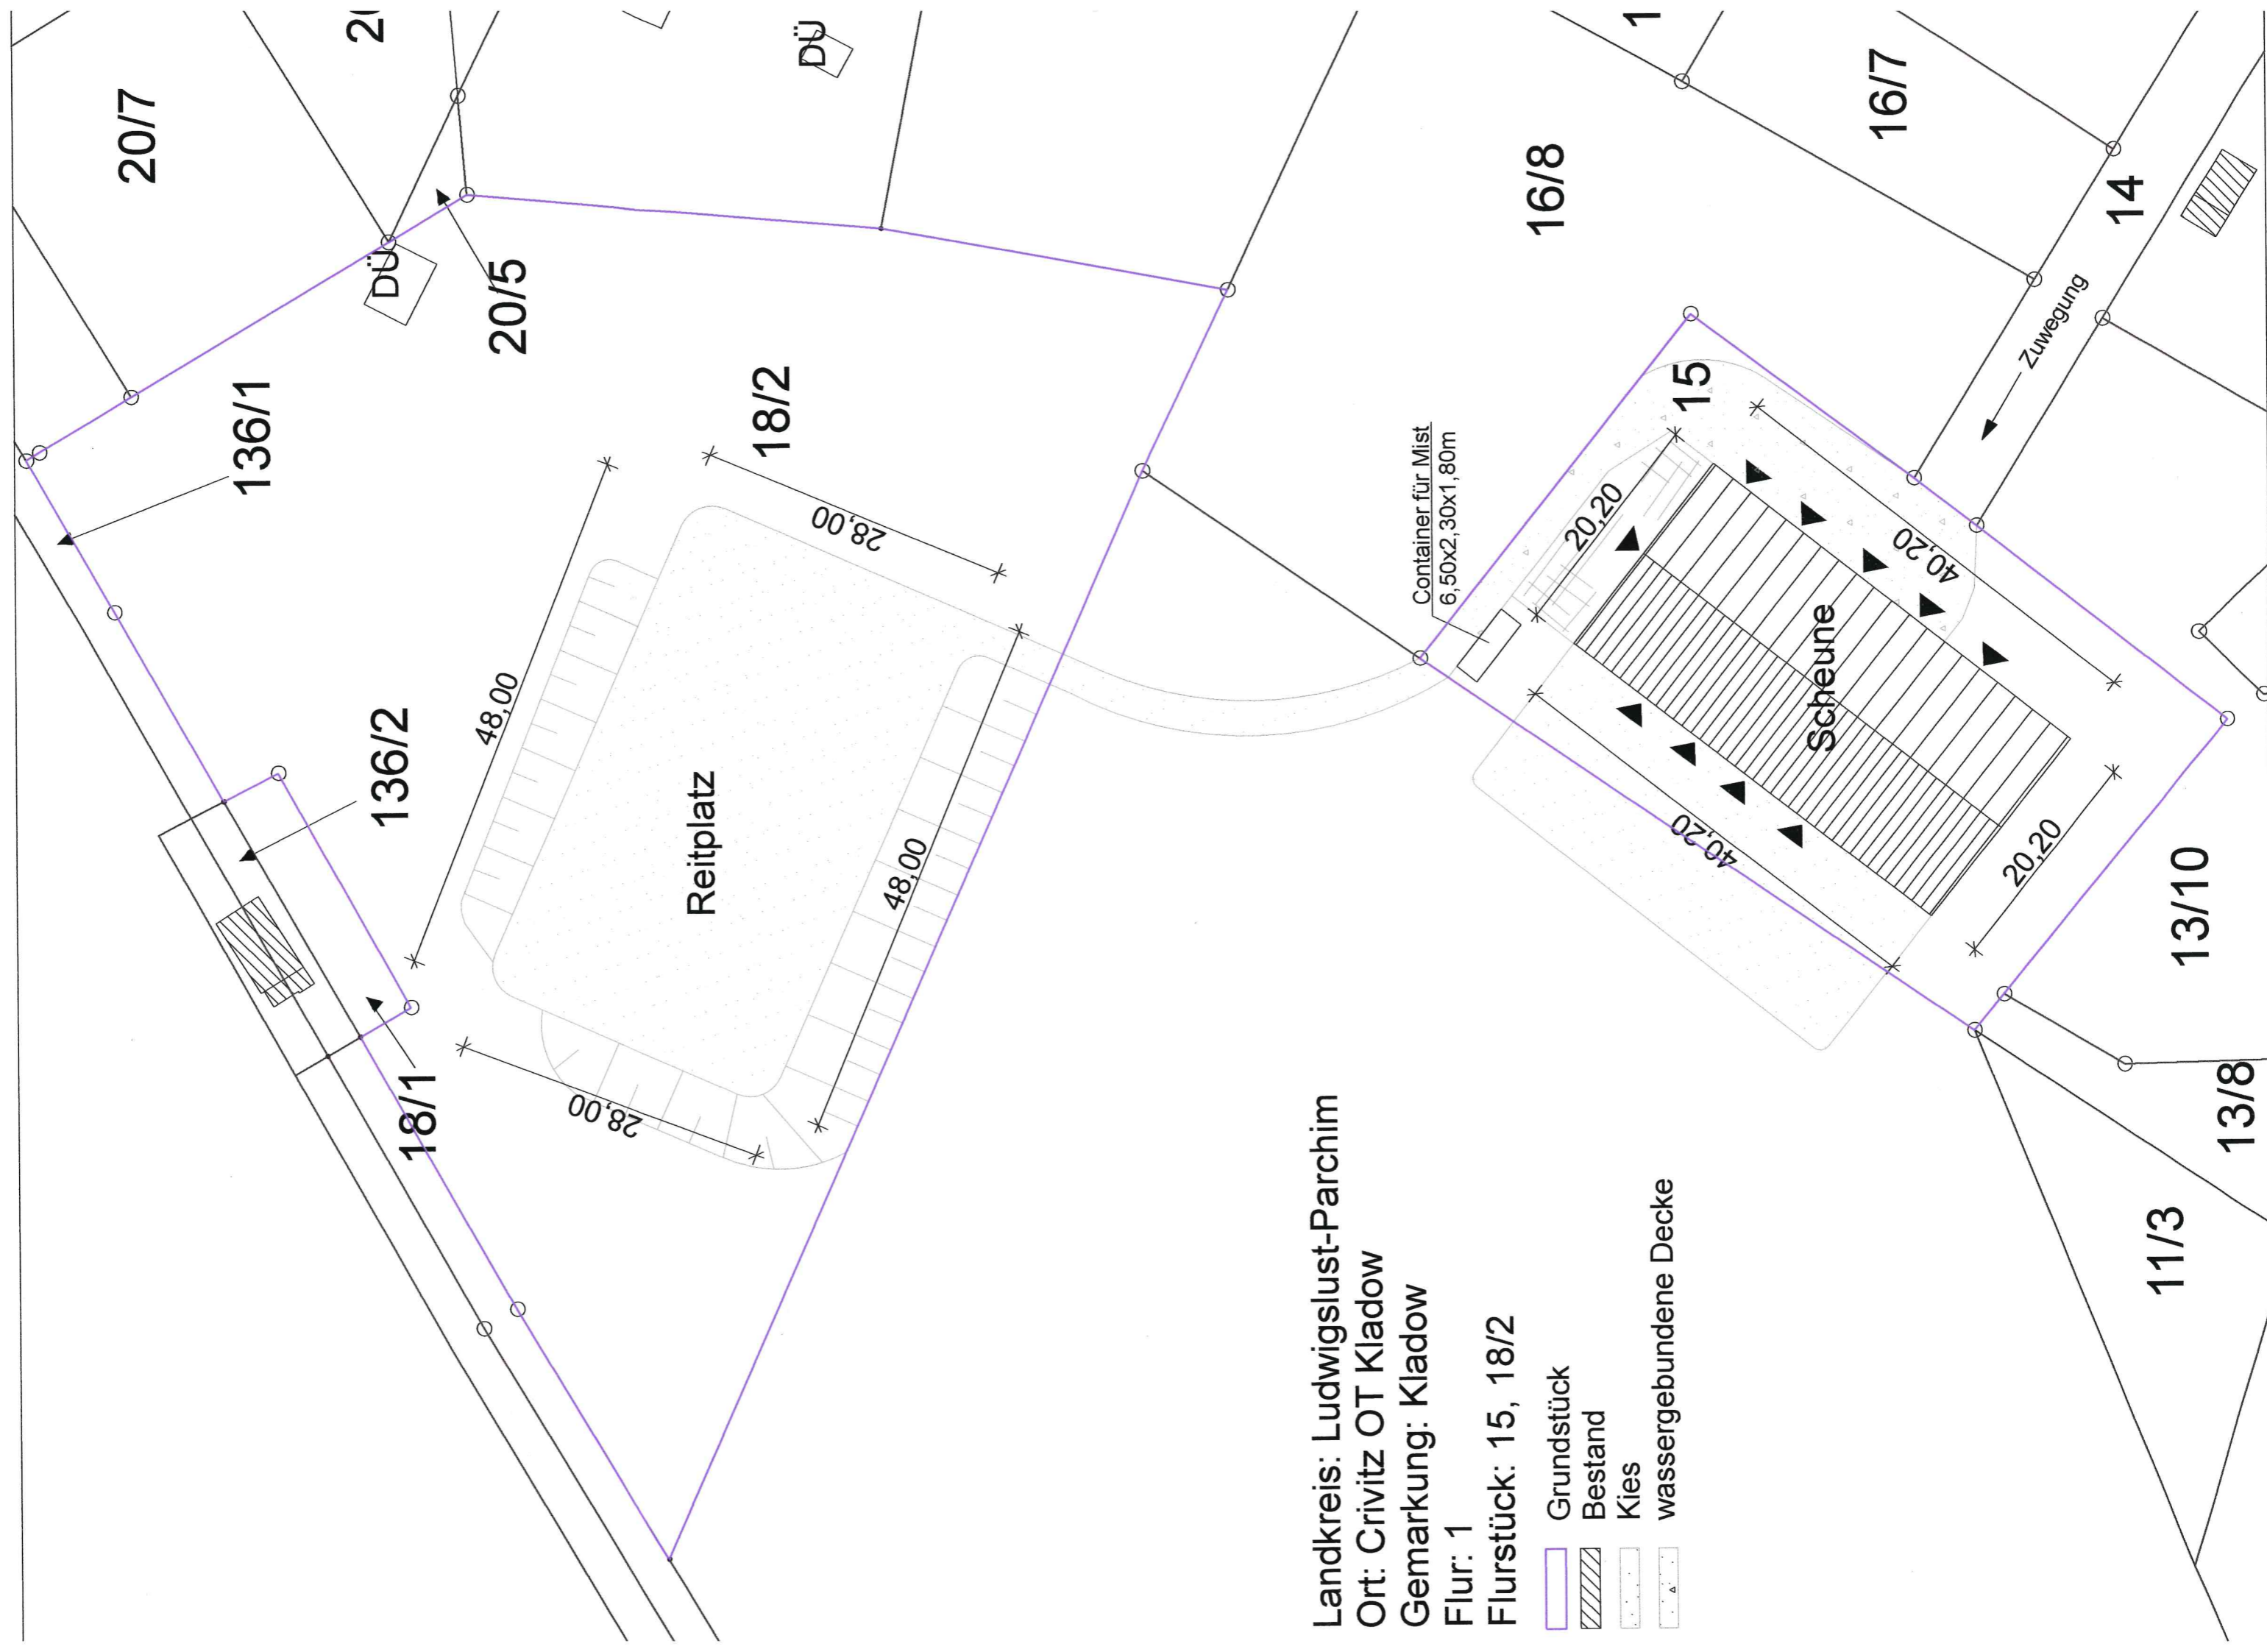 20/7
20
DÜ
136/1
DÜ
20/5
18/2
136/2
18/1
48,00
28,00
Reitplatz
28,00
48,00
16/8
1
16/7
14
Zuwegung
15
Container für Mist
6,50x2,30x1,80m
20,20
40,20
Scheune
40,20
20,20
13/10
13/8
11/3
Landkreis: Ludwigslust-Parchim
Ort: Crivitz OT Kladow
Gemarkung: Kladow
Flur: 1
Flurstück: 15, 18/2
Grundstück
Bestand
Kies
wassergebundene Decke